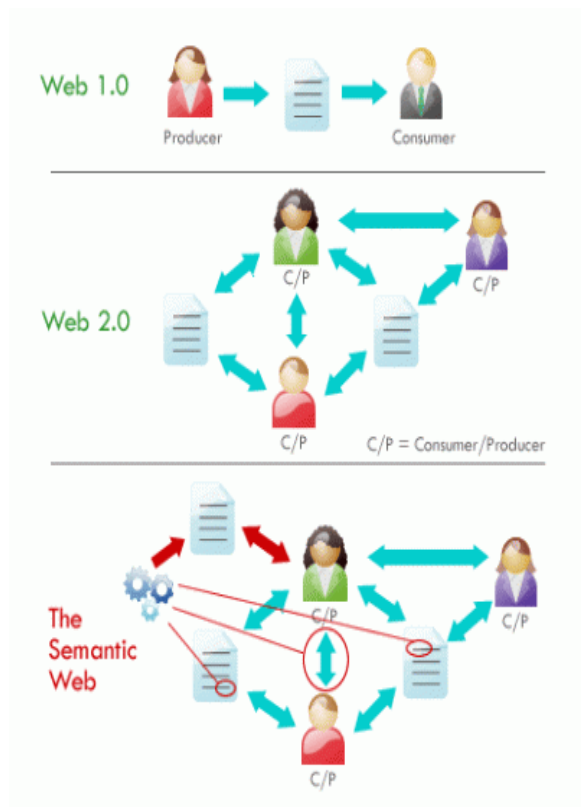 Web 1.0
Producer
Consumer
C/P
C/P
Web 2.0
C/P
C/P = Consumer/Producer
C/P
C/P
The
Semantic
Web
C/P